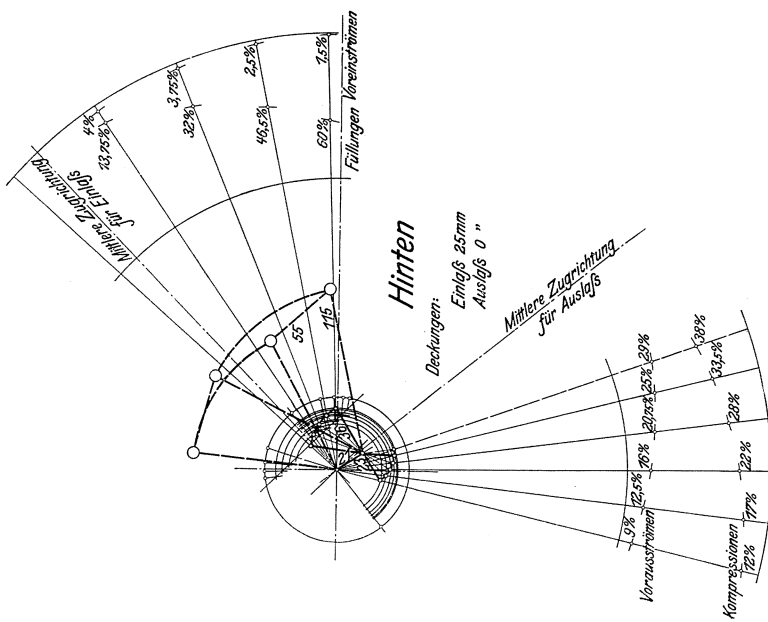 4%
13,75%
3,75%
32%
2,5%
46,5%
1,5%
60%
Füllungen Voreinströmen
Mittlere Zugrichtung
für Einlaß
55
115
Hinten
Deckungen:
Einlaß 25mm
Auslaß 0 "
Mittlere Zugrichtung
für Auslaß
9%
12,5%
16%
20,75%
25%
29%
Vorausströmen
12%
17%
22%
28%
33,5%
38%
Kompressionen